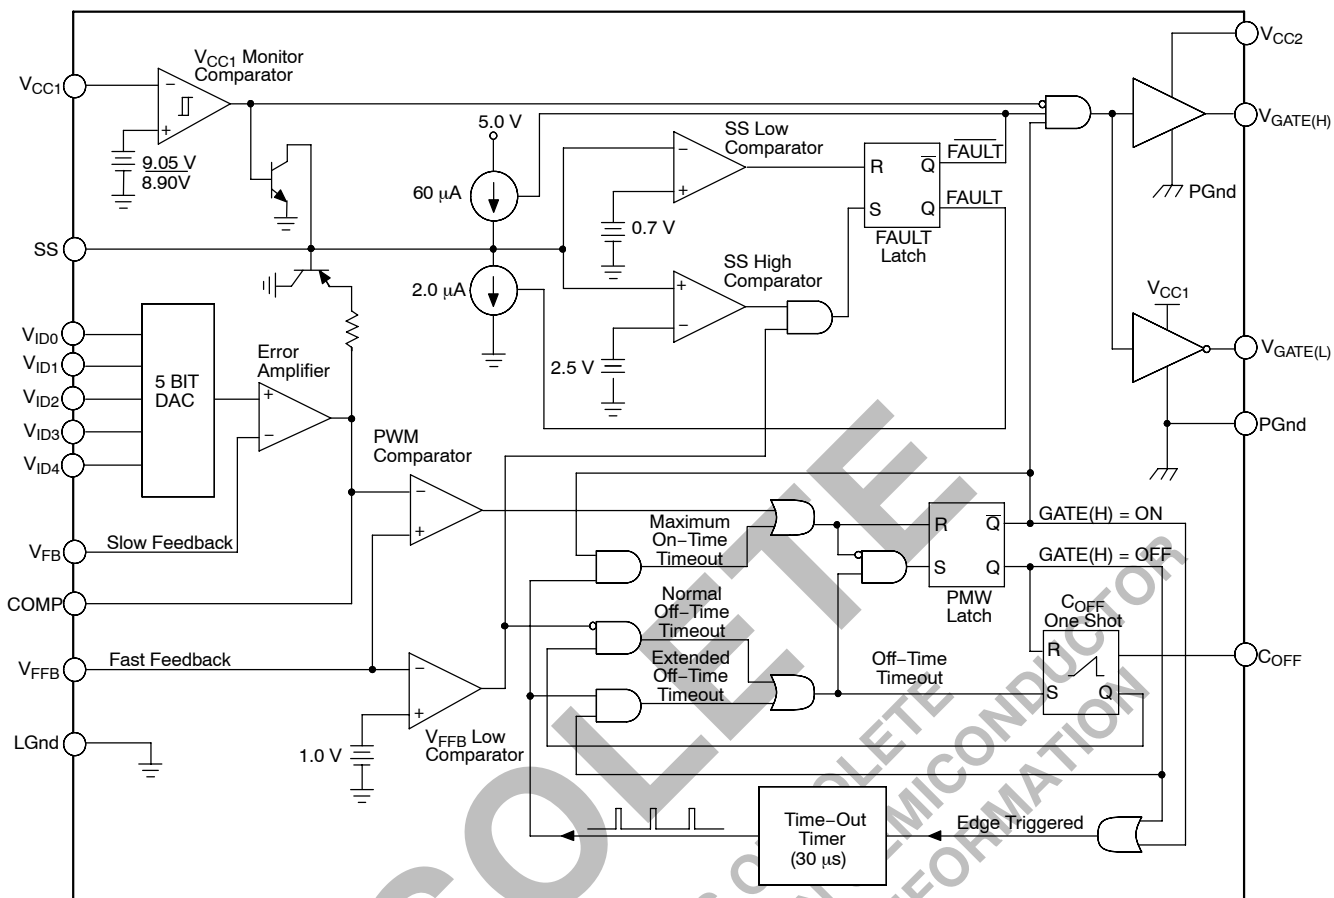 VCC1 Monitor
Comparator
VCC1
−
+
9.05 V
8.90V
5.0 V
60 μA
SS Low
Comparator
−
+
0.7 V
R
Q
FAULT
S
Q
FAULT
FAULT
Latch
VCC2
VGATE(H)
PGnd
SS
2.0 μA
SS High
Comparator
+
−
2.5 V
VCC1
VGATE(L)
PGnd
VID0
VID1
VID2
VID3
VID4
5 BIT
DAC
Error
Amplifier
+
−
PWM
Comparator
−
+
VFB
Slow Feedback
COMP
VFFB
Fast Feedback
LGnd
−
+
1.0 V
VFFB Low
Comparator
Maximum
On−Time
Timeout
Normal
Off−Time
Timeout
Extended
Off−Time
Timeout
R
Q
GATE(H) = ON
S
Q
GATE(H) = OFF
PMW
Latch
Off−Time
Timeout
COFF
One Shot
R
S
Q
COFF
Time−Out
Timer
(30 μs)
Edge Triggered
OLETE
OLETE
SEMICONDUCTOR
FORMATION